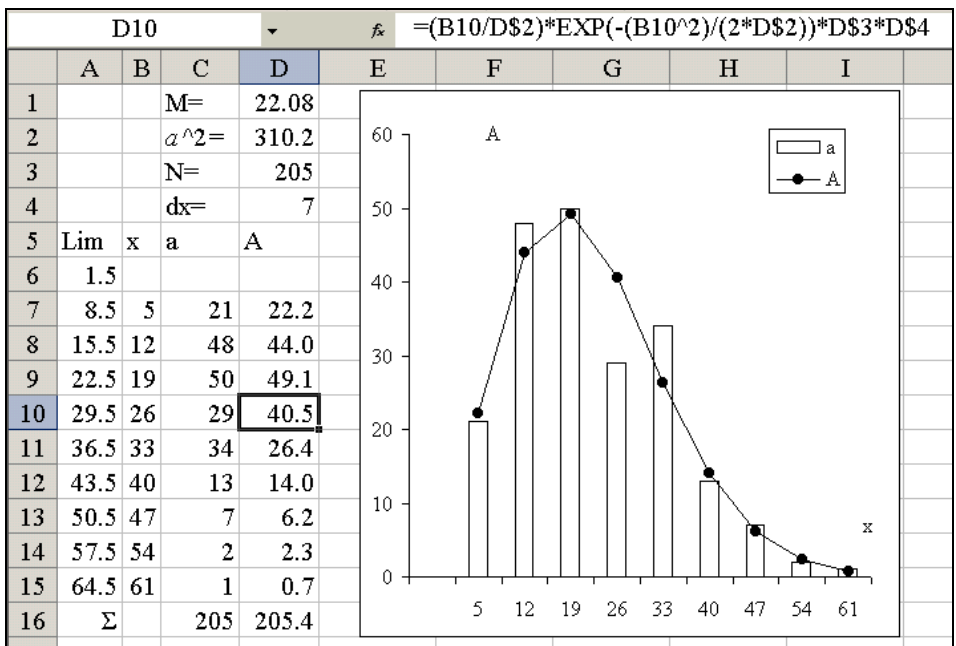 D10 fx =(B10/D$2)*EXP(-(B10^2)/(2*D$2))*D$3*D$4
A B C D E F G H I
1 M= 22.08
2 a^2= 310.2
3 N= 205
4 dx= 7
5 Lim x a A
6 1.5
7 8.5 5 21 22.2
8 15.5 12 48 44.0
9 22.5 19 50 49.1
10 29.5 26 29 40.5
11 36.5 33 34 26.4
12 43.5 40 13 14.0
13 50.5 47 7 6.2
14 57.5 54 2 2.3
15 64.5 61 1 0.7
16 Σ 205 205.4
A
a
A
60
50
40
30
20
10
0
x
5 12 19 26 33 40 47 54 61